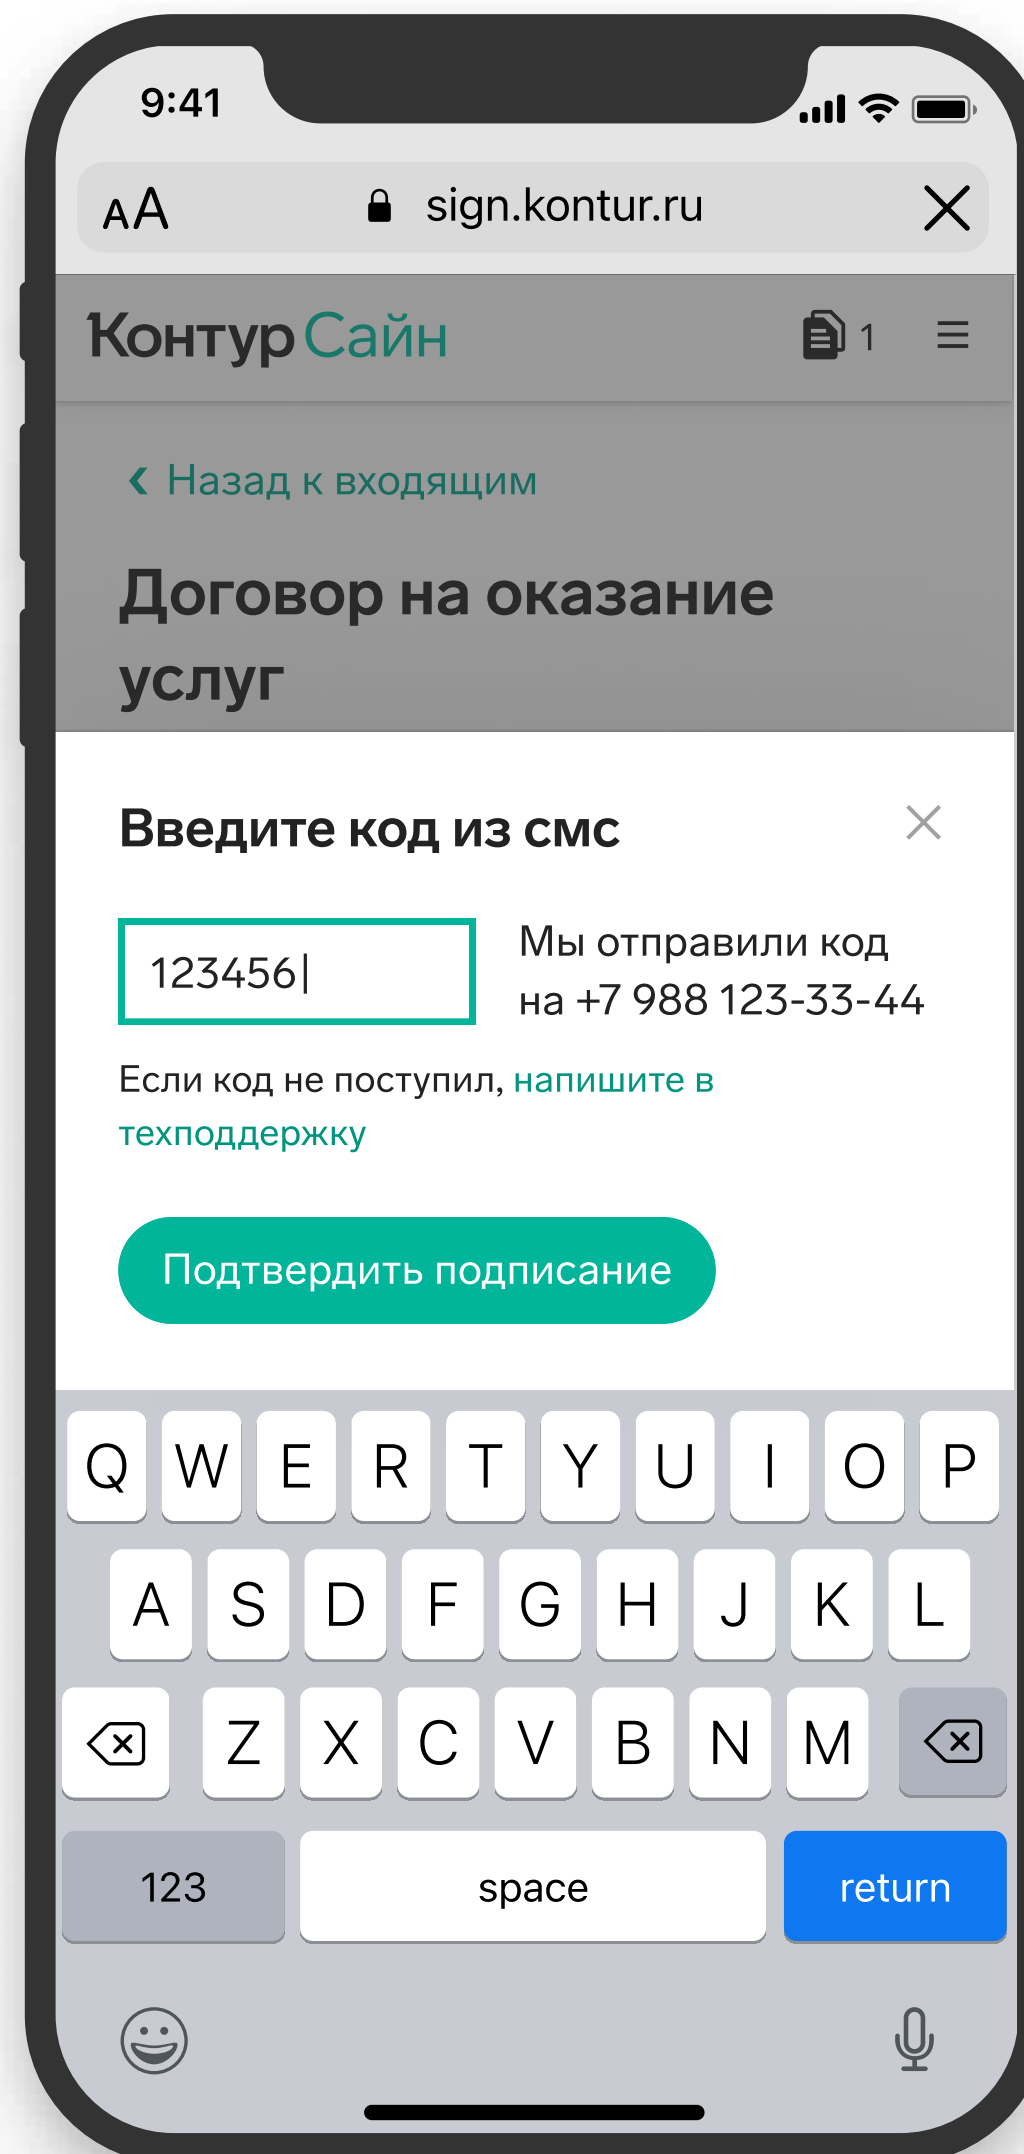 9:41
AA sign.kontur.ru
Контур Сайн 1
Назад к входящим
Договор на оказание
услуг
Введите код из смс
123456
Мы отправили код
на +7 988 123-33-44
Если код не поступил, напишите в
техподдержку
Подтвердить подписание
Q W E R T Y U I O P
A S D F G H J K L
Z X C V B N M
123 space return